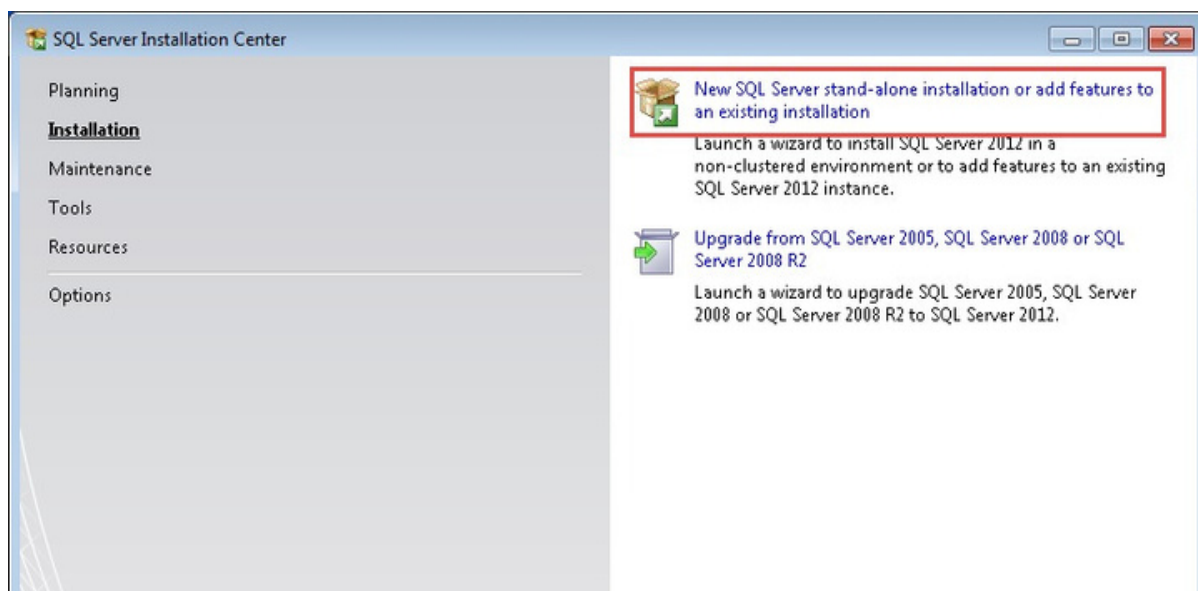 SQL Server Installation Center
Planning
Installation
Maintenance
Tools
Resources
Options
New SQL Server stand-alone installation or add features to
an existing installation
Launch a wizard to install SQL Server 2012 in a
non-clustered environment or to add features to an existing
SQL Server 2012 instance.
Upgrade from SQL Server 2005, SQL Server 2008 or SQL
Server 2008 R2
Launch a wizard to upgrade SQL Server 2005, SQL Server
2008 or SQL Server 2008 R2 to SQL Server 2012.